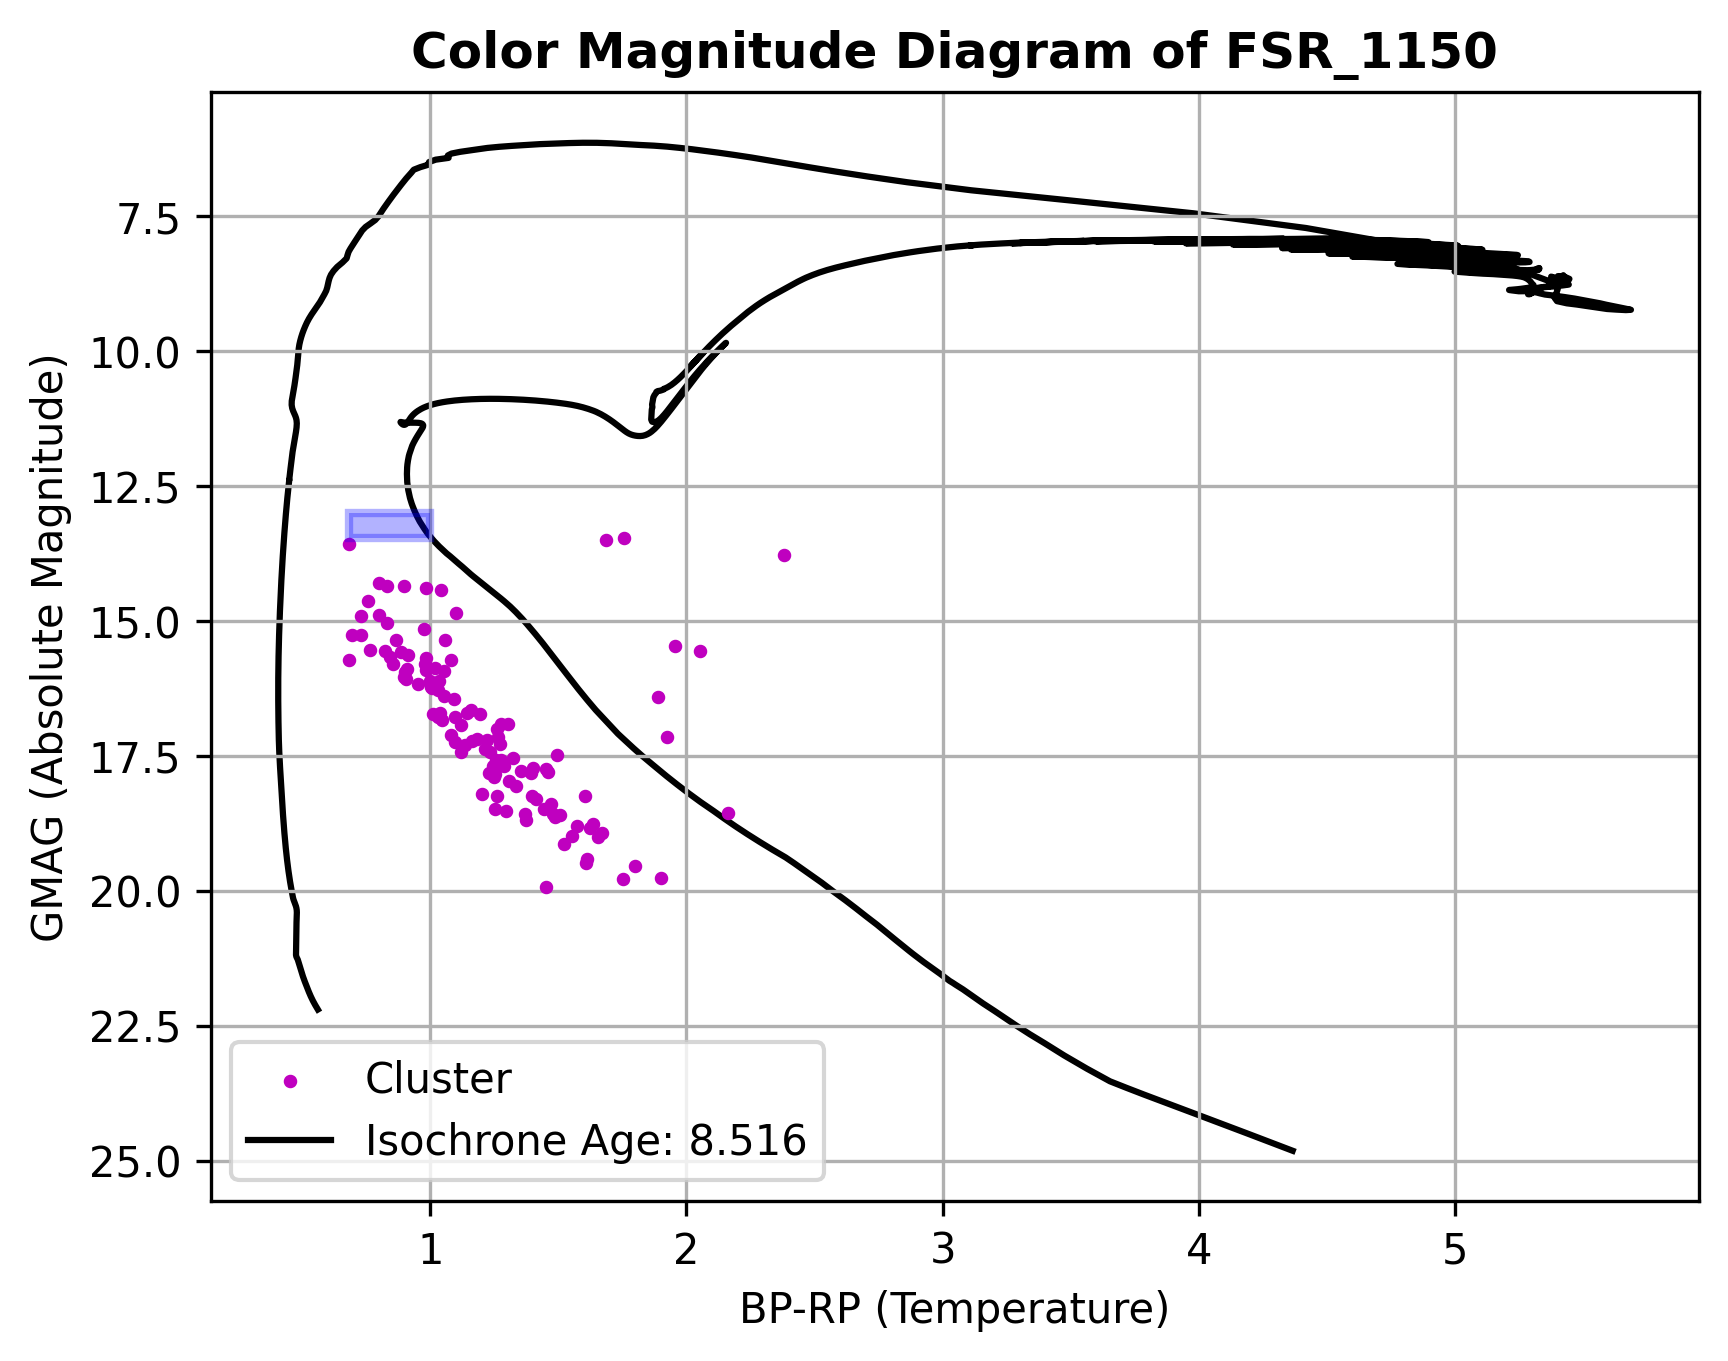 Color Magnitude Diagram of FSR_1150
GMAG (Absolute Magnitude)
7.5
10.0
12.5
15.0
17.5
20.0
22.5
25.0
Cluster
Isochrone Age: 8.516
1 2 3 4 5
BP-RP (Temperature)